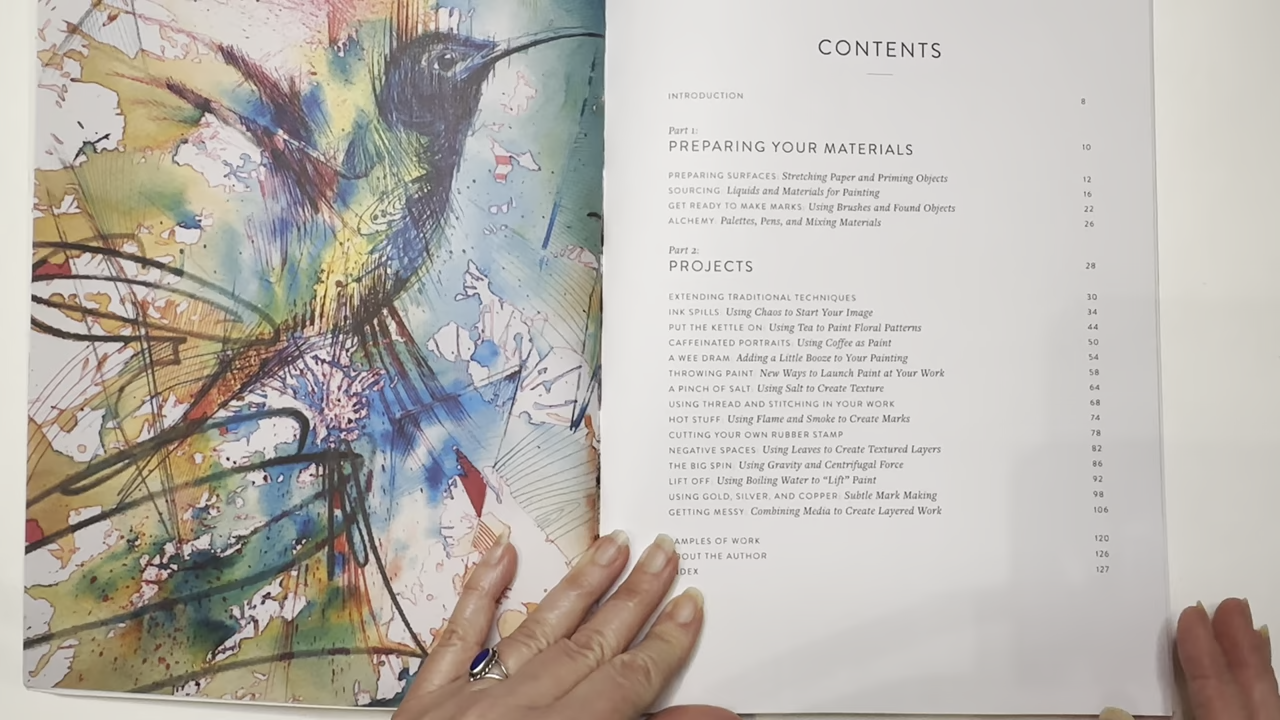 CONTENTS
INTRODUCTION 8
Part 1:
PREPARING YOUR MATERIALS 10
PREPARING SURFACES: Stretching Paper and Priming Objects 12
SOURCING: Liquids and Materials for Painting 16
GET READY TO MAKE MARKS: Using Brushes and Found Objects 22
ALCHEMY: Palettes, Pens, and Mixing Materials 26
Part 2:
PROJECTS 28
EXTENDING TRADITIONAL TECHNIQUES 30
INK SPILLS: Using Chaos to Start Your Image 34
PUT THE KETTLE ON: Using Tea to Paint Floral Patterns 44
CAFFEINATED PORTRAITS: Using Coffee as Paint 50
A WEE DRAM: Adding a Little Booze to Your Painting 54
THROWING PAINT: New Ways to Launch Paint at Your Work 58
A PINCH OF SALT: Using Salt to Create Texture 64
USING THREAD AND STITCHING IN YOUR WORK 68
HOT STUFF: Using Flame and Smoke to Create Marks 74
CUTTING YOUR OWN RUBBER STAMP 78
NEGATIVE SPACES: Using Leaves to Create Textured Layers 82
THE BIG SPIN: Using Gravity and Centrifugal Force 86
LIFT OFF: Using Boiling Water to “Lift” Paint 92
USING GOLD, SILVER, AND COPPER: Subtle Mark Making 98
GETTING MESSY: Combining Media to Create Layered Work 106
AMPLES OF WORK 120
OUT THE AUTHOR 126
DEX 127